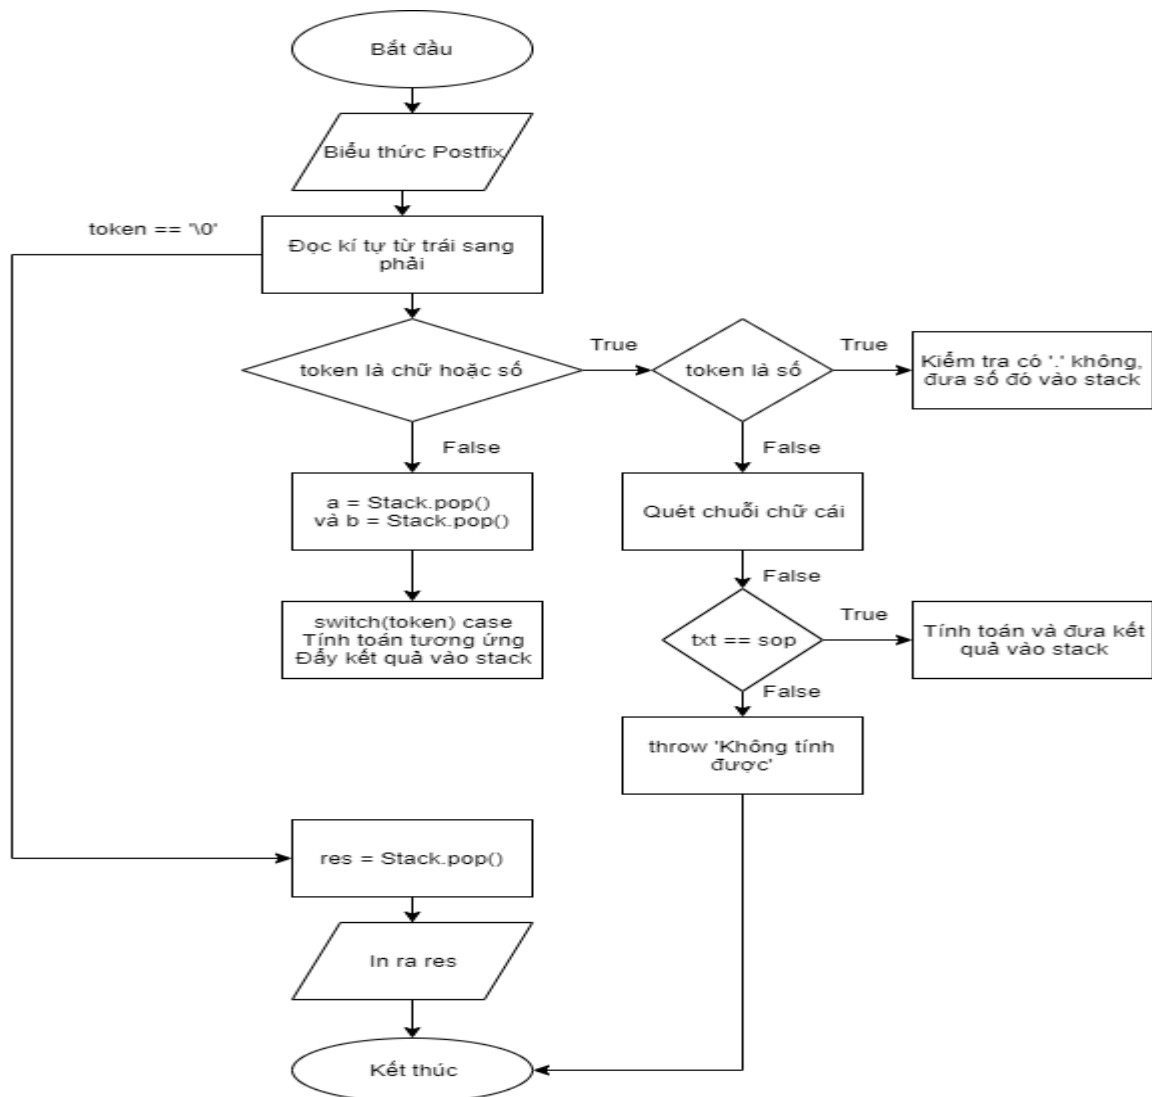 Bắt đầu
Biểu thức Postfix
token == '\0'
Đọc kí tự từ trái sang
phải
token là chữ hoặc số
True
token là số
True
Kiểm tra có '.' không,
đưa số đó vào stack
False
False
a = Stack.pop()
và b = Stack.pop()
Quét chuỗi chữ cái
False
switch(token) case
Tính toán tương ứng
Đẩy kết quả vào stack
txt == sop
True
Tính toán và đưa kết
quả vào stack
False
throw 'Không tính
được'
res = Stack.pop()
In ra res
Kết thúc